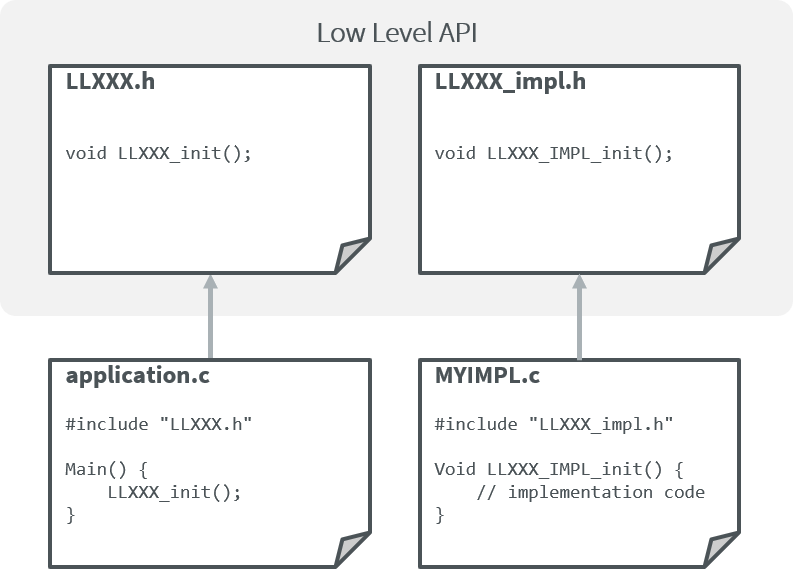 Low Level API
LLXXX.h
void LLXXX_init();
LLXXX_impl.h
void LLXXX_IMPL_init();
application.c
#include "LLXXX.h"
Main() {
    LLXXX_init();
}
MYIMPL.c
#include "LLXXX_impl.h"
Void LLXXX_IMPL_init() {
    // implementation code
}